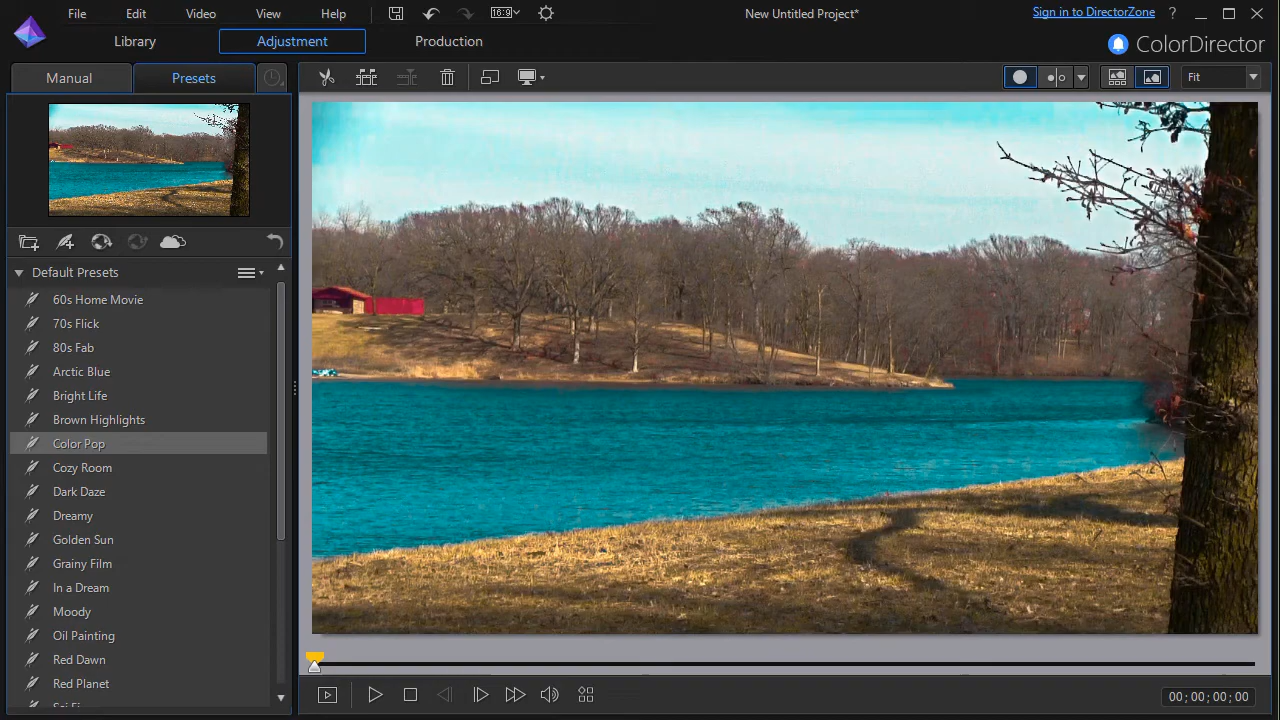 File Edit Video View Help 16:9 New Untitled Project* Sign in to DirectorZone ?
Library Adjustment Production ColorDirector
Manual Presets Fit
Default Presets
60s Home Movie
70s Flick
80s Fab
Arctic Blue
Bright Life
Brown Highlights
Color Pop
Cozy Room
Dark Daze
Dreamy
Golden Sun
Grainy Film
In a Dream
Moody
Oil Painting
Red Dawn
Red Planet
00;00;00;00